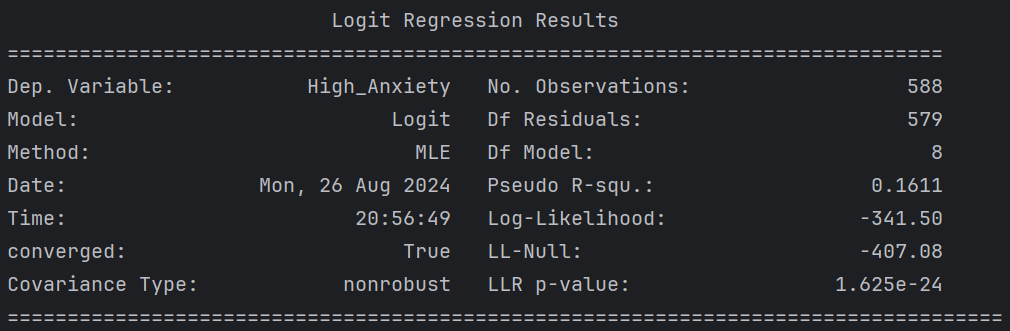 Logit Regression Results
==============================================================================
Dep. Variable: High_Anxiety No. Observations: 588
Model: Logit Df Residuals: 579
Method: MLE Df Model: 8
Date: Mon, 26 Aug 2024 Pseudo R-squ.: 0.1611
Time: 20:56:49 Log-Likelihood: -341.50
converged: True LL-Null: -407.08
Covariance Type: nonrobust LLR p-value: 1.625e-24
===================================================================================